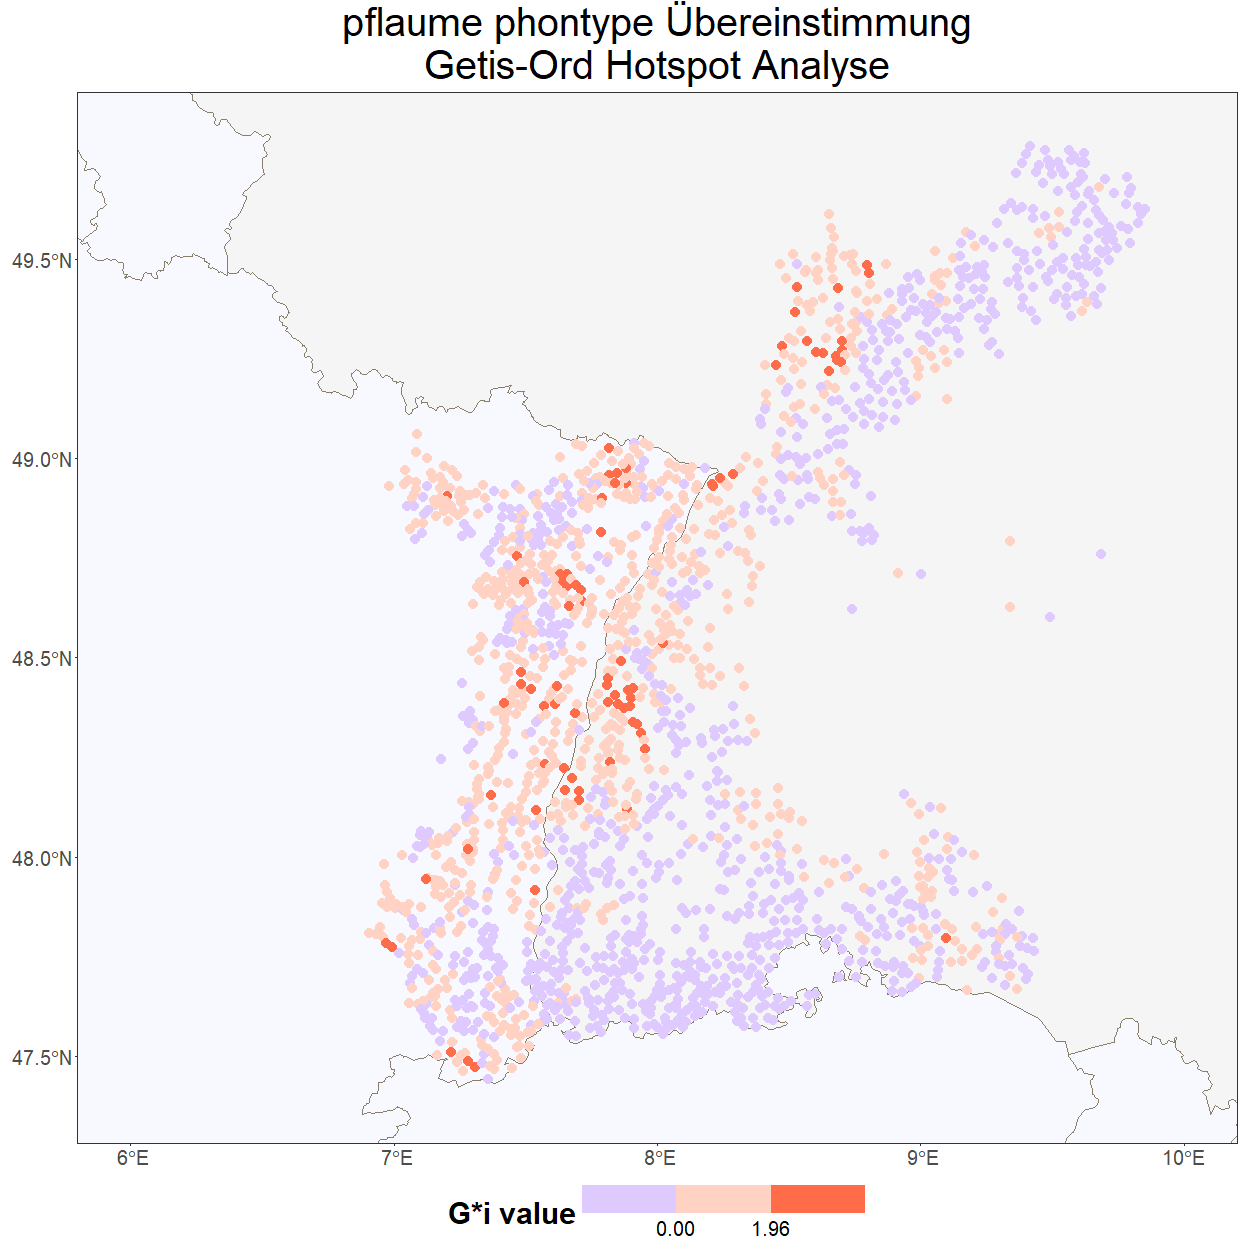 pflaume phontype Übereinstimmung
Getis-Ord Hotspot Analyse
49.5°N
49.0°N
48.5°N
48.0°N
47.5°N
6°E 7°E 8°E 9°E 10°E
G*i value
0.00 1.96